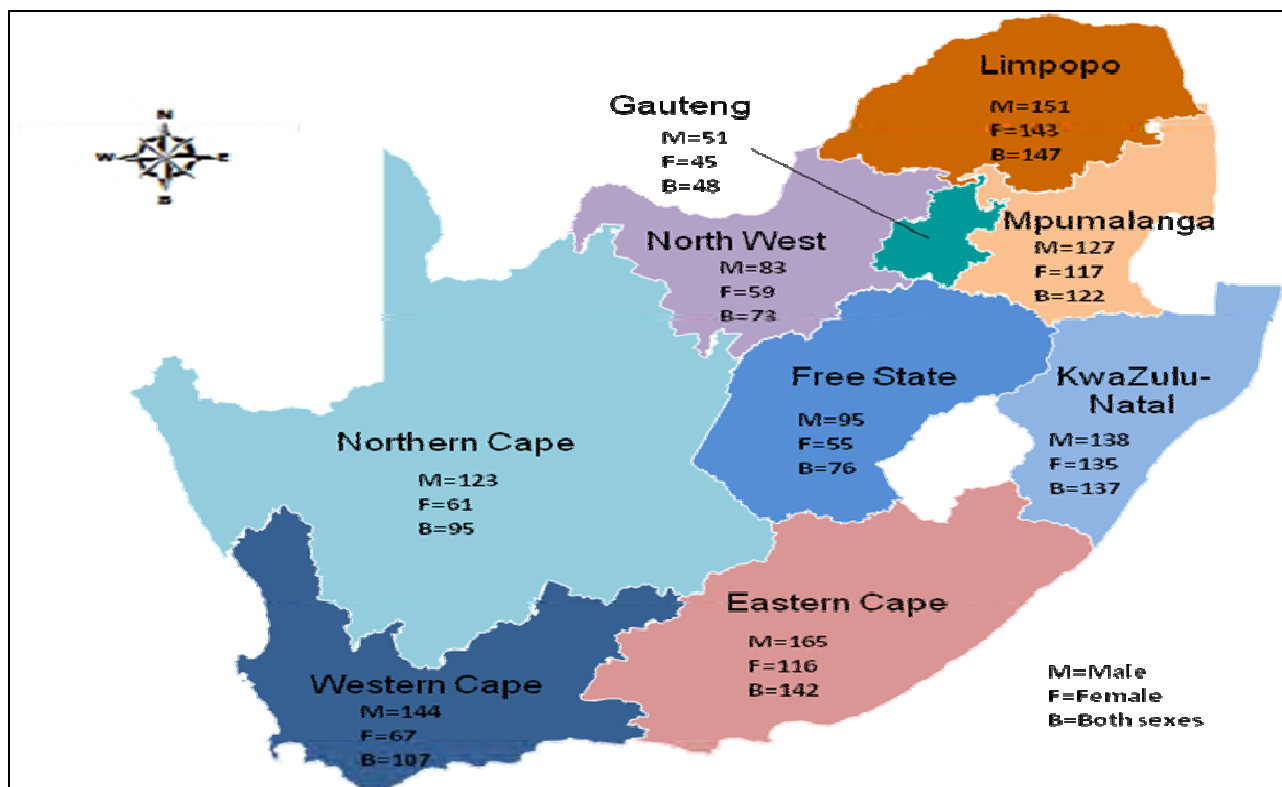 N
W
E
S
Limpopo
M=151
F=143
B=147
Gauteng
M=51
F=45
B=48
Mpumalanga
M=127
F=117
B=122
North West
M=83
F=59
B=73
Free State
M=95
F=55
B=76
KwaZulu-
Natal
M=138
F=135
B=137
Northern Cape
M=123
F=61
B=95
Eastern Cape
M=165
F=116
B=142
Western Cape
M=144
F=67
B=107
M=Male
F=Female
B=Both sexes